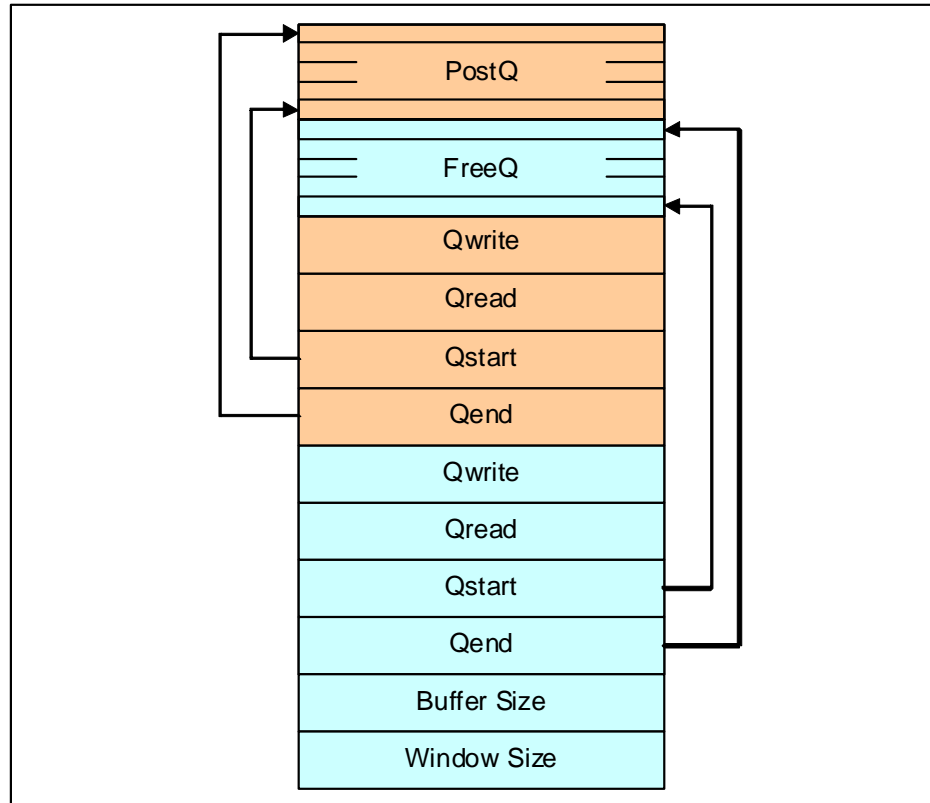 PostQ
FreeQ
Qwrite
Qread
Qstart
Qend
Qwrite
Qread
Qstart
Qend
Buffer Size
Window Size